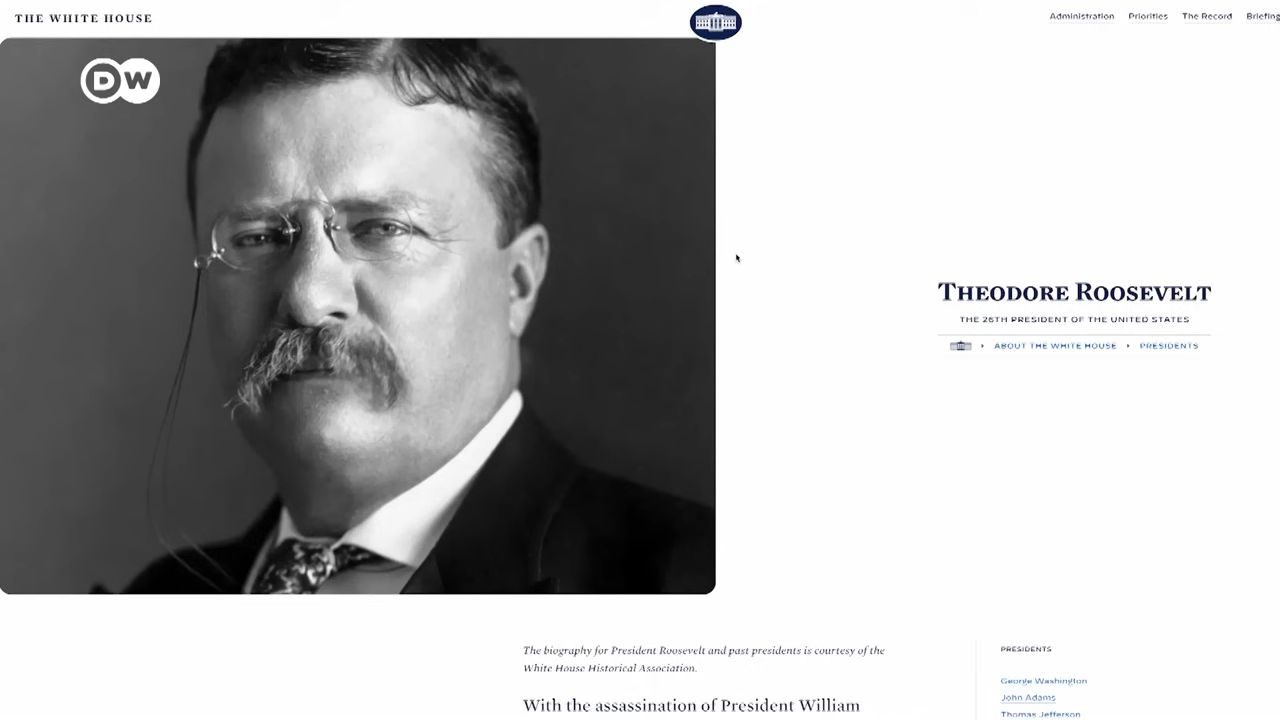 THE WHITE HOUSE
Administration Priorities The Record Briefing
DW
THEODORE ROOSEVELT
THE 26TH PRESIDENT OF THE UNITED STATES
ABOUT THE WHITE HOUSE › PRESIDENTS
The biography for President Roosevelt and past presidents is courtesy of the
White House Historical Association.
With the assassination of President William
PRESIDENTS
George Washington
John Adams
Thomas Jefferson